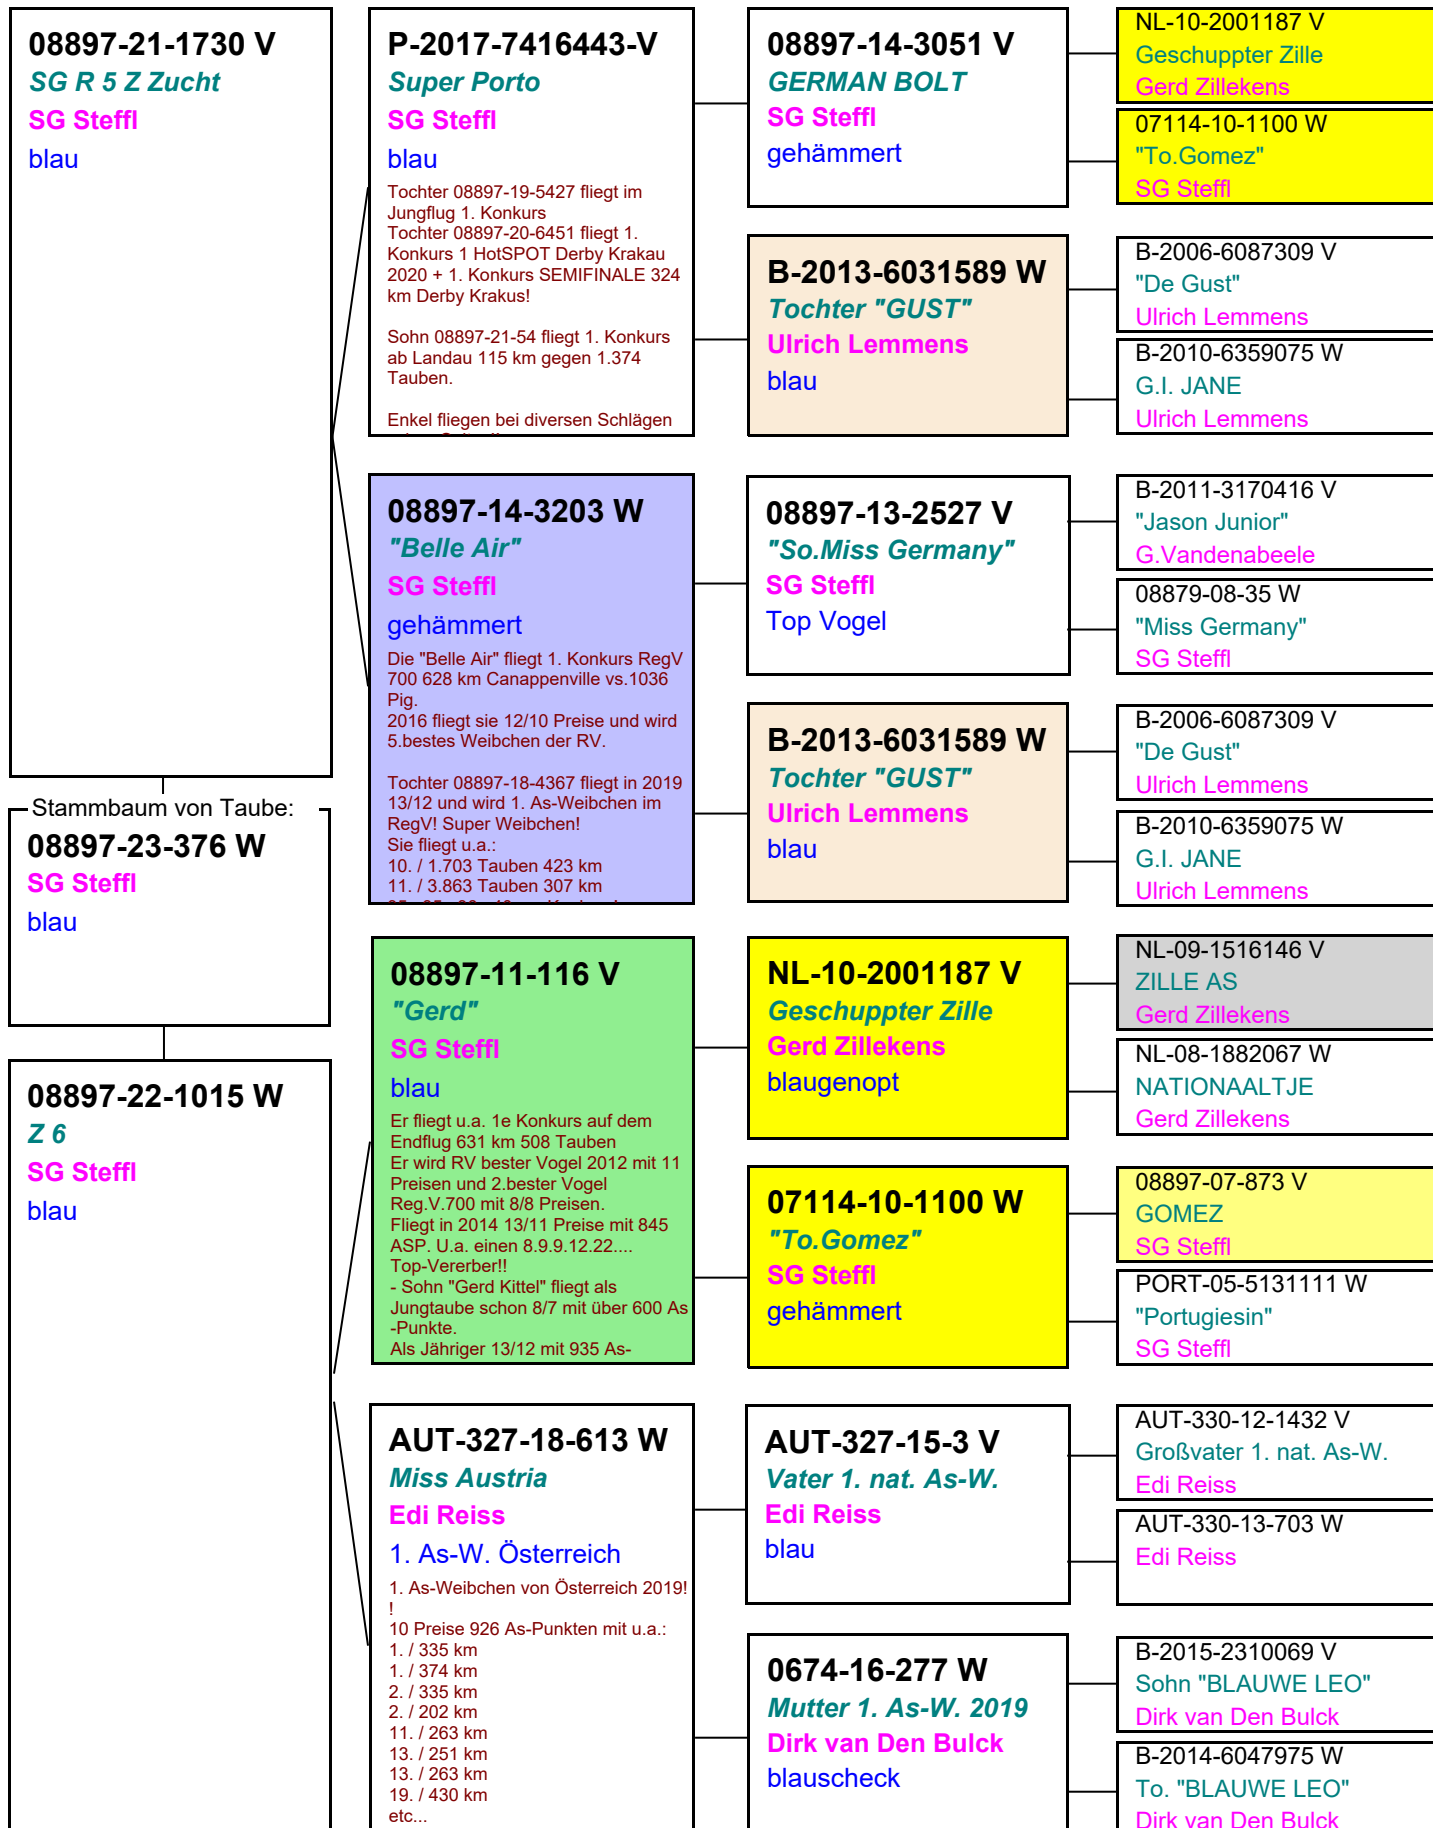 08897-21-1730 V
SG R 5 Z Zucht
SG Steffl
blau
Stammbaum von Taube:
08897-23-376 W
SG Steffl
blau
08897-22-1015 W
Z 6
SG Steffl
blau
P-2017-7416443-V
Super Porto
SG Steffl
blau
Tochter 08897-19-5427 fliegt im
Jungflug 1. Konkurs
Tochter 08897-20-6451 fliegt 1.
Konkurs 1 HotSPOT Derby Krakau
2020 + 1. Konkurs SEMIFINALE 324
km Derby Krakus!
Sohn 08897-21-54 fliegt 1. Konkurs
ab Landau 115 km gegen 1.374
Tauben.
Enkel fliegen bei diversen Schlägen
08897-14-3203 W
"Belle Air"
SG Steffl
gehämmert
Die "Belle Air" fliegt 1. Konkurs RegV
700 628 km Canappenville vs.1036
Pig.
2016 fliegt sie 12/10 Preise und wird
5.bestes Weibchen der RV.
Tochter 08897-18-4367 fliegt in 2019
13/12 und wird 1. As-Weibchen im
RegV! Super Weibchen!
Sie fliegt u.a.:
10. / 1.703 Tauben 423 km
11. / 3.863 Tauben 307 km
08897-11-116 V
"Gerd"
SG Steffl
blau
Er fliegt u.a. 1e Konkurs auf dem
Endflug 631 km 508 Tauben
Er wird RV bester Vogel 2012 mit 11
Preisen und 2.bester Vogel
Reg.V.700 mit 8/8 Preisen.
Fliegt in 2014 13/11 Preise mit 845
ASP. U.a. einen 8.9.9.12.22....
Top-Vererber!!
- Sohn "Gerd Kittel" fliegt als
Jungtaube schon 8/7 mit über 600 As
-Punkte.
Als Jähriger 13/12 mit 935 As-
AUT-327-18-613 W
Miss Austria
Edi Reiss
1. As-W. Österreich
1. As-Weibchen von Österreich 2019!
!
10 Preise 926 As-Punkten mit u.a.:
1. / 335 km
1. / 374 km
2. / 335 km
2. / 202 km
11. / 263 km
13. / 251 km
13. / 263 km
19. / 430 km
etc...
08897-14-3051 V
GERMAN BOLT
SG Steffl
gehämmert
B-2013-6031589 W
Tochter "GUST"
Ulrich Lemmens
blau
08897-13-2527 V
"So.Miss Germany"
SG Steffl
Top Vogel
B-2013-6031589 W
Tochter "GUST"
Ulrich Lemmens
blau
NL-10-2001187 V
Geschuppter Zille
Gerd Zillekens
blaugenopt
07114-10-1100 W
"To.Gomez"
SG Steffl
gehämmert
AUT-327-15-3 V
Vater 1. nat. As-W.
Edi Reiss
blau
0674-16-277 W
Mutter 1. As-W. 2019
Dirk van Den Bulck
blauscheck
NL-10-2001187 V
Geschuppter Zille
Gerd Zillekens
07114-10-1100 W
"To.Gomez"
SG Steffl
B-2006-6087309 V
"De Gust"
Ulrich Lemmens
B-2010-6359075 W
G.I. JANE
Ulrich Lemmens
B-2011-3170416 V
"Jason Junior"
G.Vandenabeele
08879-08-35 W
"Miss Germany"
SG Steffl
B-2006-6087309 V
"De Gust"
Ulrich Lemmens
B-2010-6359075 W
G.I. JANE
Ulrich Lemmens
NL-09-1516146 V
ZILLE AS
Gerd Zillekens
NL-08-1882067 W
NATIONAALTJE
Gerd Zillekens
08897-07-873 V
GOMEZ
SG Steffl
PORT-05-5131111 W
"Portugiesin"
SG Steffl
AUT-330-12-1432 V
Großvater 1. nat. As-W.
Edi Reiss
AUT-330-13-703 W
Edi Reiss
B-2015-2310069 V
Sohn "BLAUWE LEO"
Dirk van Den Bulck
B-2014-6047975 W
To. "BLAUWE LEO"
Dirk van Den Bulck